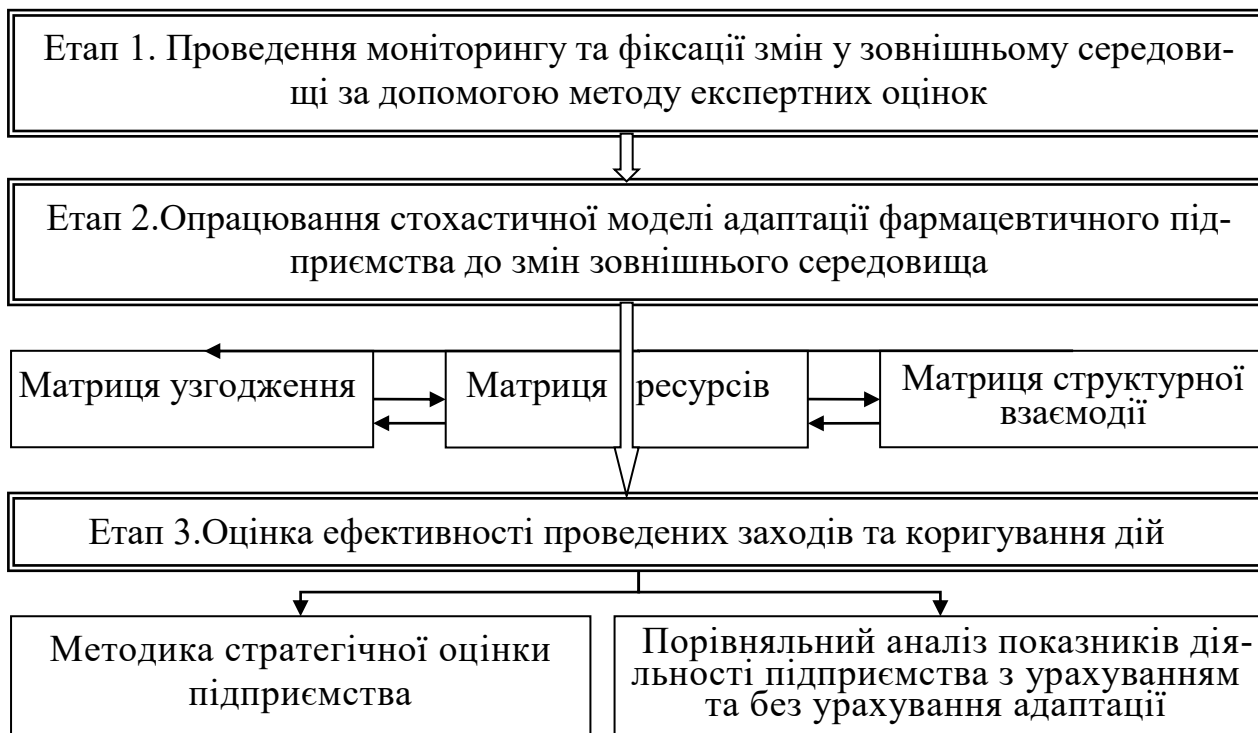 Етап 1. Проведення моніторингу та фіксації змін у зовнішньому середови-
щі за допомогою методу експертних оцінок
Етап 2.Опрацювання стохастичної моделі адаптації фармацевтичного під-
приємства до змін зовнішнього середовища
Матриця узгодження
Матриця ресурсів
Матриця структурної
взаємодії
Етап 3.Оцінка ефективності проведених заходів та коригування дій
Методика стратегічної оцінки
підприємства
Порівняльний аналіз показників дія-
льності підприємства з урахуванням
та без урахування адаптації